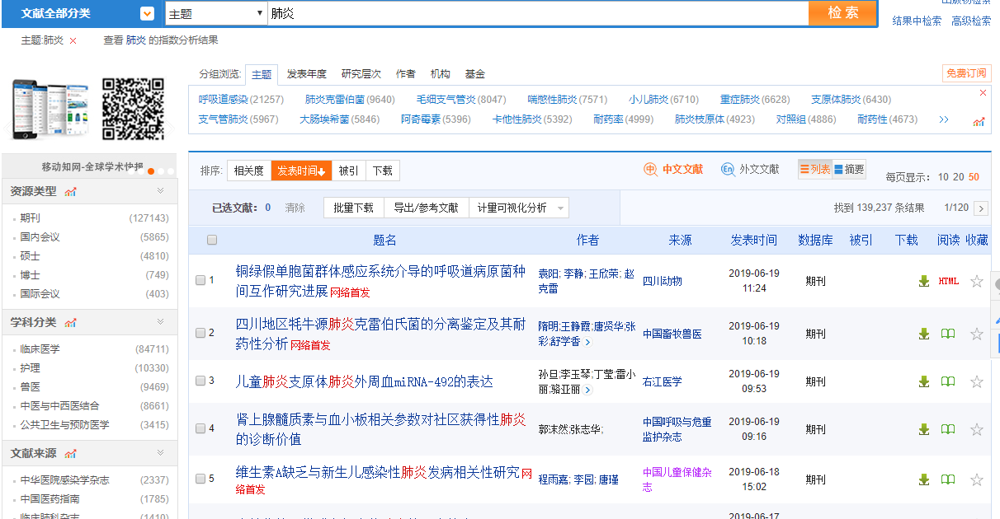 文献全部分类
主题
肺炎
检 索
出版物检索
结果中检索 高级检索
主题:肺炎 ×
查看 肺炎 的指数分析结果
分组浏览: 主题 发表年度 研究层次 作者 机构 基金
免费订阅
呼吸道感染(21257) 肺炎克雷伯菌(9640) 毛细支气管炎(8047) 喘憋性肺炎(7571) 小儿肺炎(6710) 重症肺炎(6628) 支原体肺炎(6430)
支气管肺炎(5967) 大肠埃希菌(5846) 阿奇霉素(5396) 卡他性肺炎(5392) 耐药率(4999) 肺炎枝原体(4923) 对照组(4886) 耐药性(4673) >>
移动知网-全球学术快报
资源类型
期刊 (127143)
国内会议 (5865)
硕士 (4810)
博士 (749)
国际会议 (403)
学科分类
临床医学 (84711)
护理 (10330)
兽医 (9469)
中医与中西医结合 (8661)
公共卫生与预防医学 (3415)
文献来源
中华医院感染学杂志 (2337)
中国医药指南 (1785)
临床肺科杂志 (1410)
排序: 相关度 发表时间↓ 被引 下载
中 中文文献 En 外文文献 列表 摘要
每页显示: 10 20 50
已选文献: 0 清除 批量下载 导出/参考文献 计量可视化分析
找到 139,237 条结果 1/120 >
题名 作者 来源 发表时间 数据库 被引 下载 阅读 收藏
1 铜绿假单胞菌群体感应系统介导的呼吸道病原菌种
间互作研究进展 网络首发
袁阳; 李静; 王欣荣; 赵
克雷
四川动物
2019-06-19
11:24
期刊
HTML
2 四川地区牦牛源肺炎克雷伯氏菌的分离鉴定及其耐
药性分析 网络首发
隋明;王静霞;唐贤华;张
彩;舒学香 >
中国畜牧兽医
2019-06-19
10:18
期刊
3 儿童肺炎支原体肺炎外周血miRNA-492的表达
孙旦;李玉琴;丁莹;雷小
丽;骆亚丽 >
右江医学
2019-06-19
09:53
期刊
4 肾上腺髓质素与血小板相关参数对社区获得性肺炎
的诊断价值
郭沫然;张志华;
中国呼吸与危重
监护杂志
2019-06-19
09:16
期刊
5 维生素A缺乏与新生儿感染性肺炎发病相关性研究 网
络首发
程雨嘉; 李园; 唐瑾
中国儿童保健杂
志
2019-06-18
15:02
期刊
2019-06-17